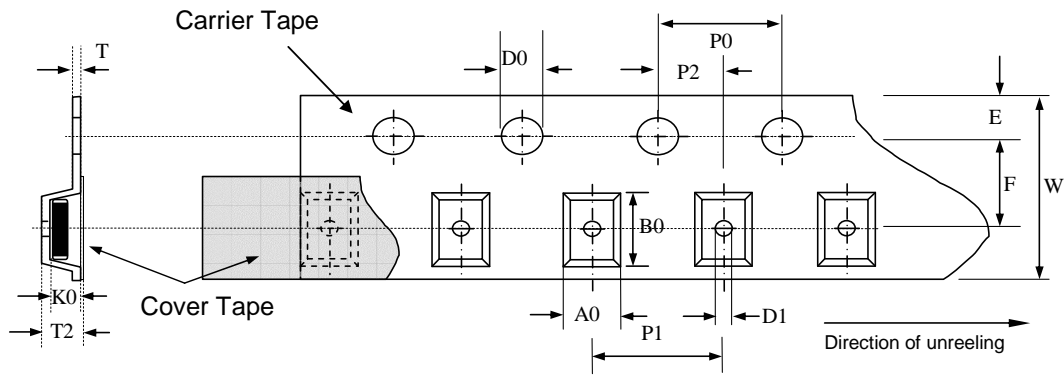 Carrier Tape
T
D0
P0
P2
E
F
W
B0
K0
Cover Tape
T2
A0
P1
D1
Direction of unreeling